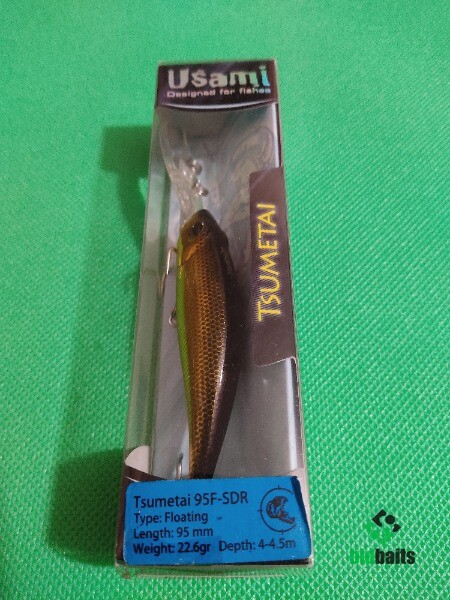 Usami
Designed for fishes
TSUMETAI
Tsumetai 95F-SDR
Type: Floating
Length: 95 mm
Weight: 22.6gr Depth: 4-4.5m
baits